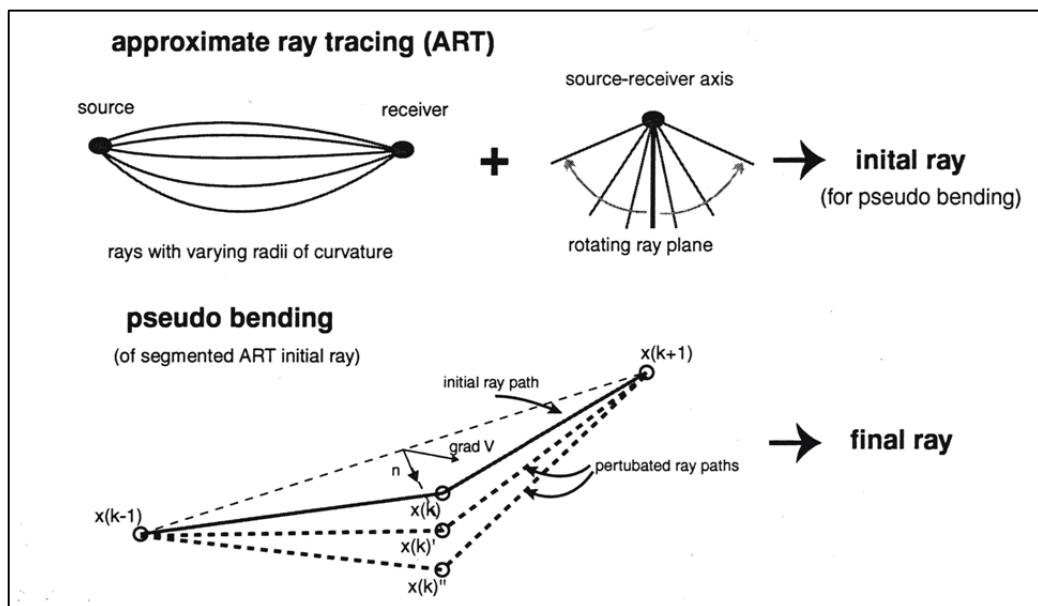 approximate ray tracing (ART)
source
receiver
rays with varying radii of curvature
+
source-receiver axis
rotating ray plane
inital ray
(for pseudo bending)
pseudo bending
(of segmented ART initial ray)
x(k+1)
initial ray path
grad V
n
x(k)
x(k-1)
x(k)'
x(k)"
pertubated ray paths
final ray